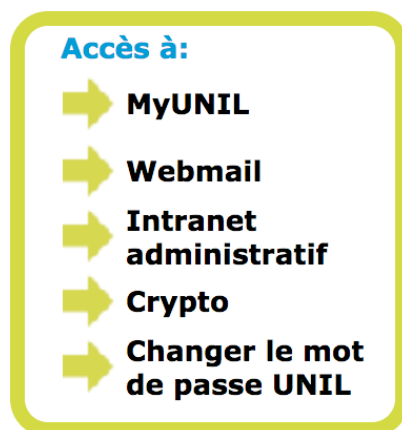 Accès à:
MyUNIL
Webmail
Intranet
administratif
Crypto
Changer le mot
de passe UNIL